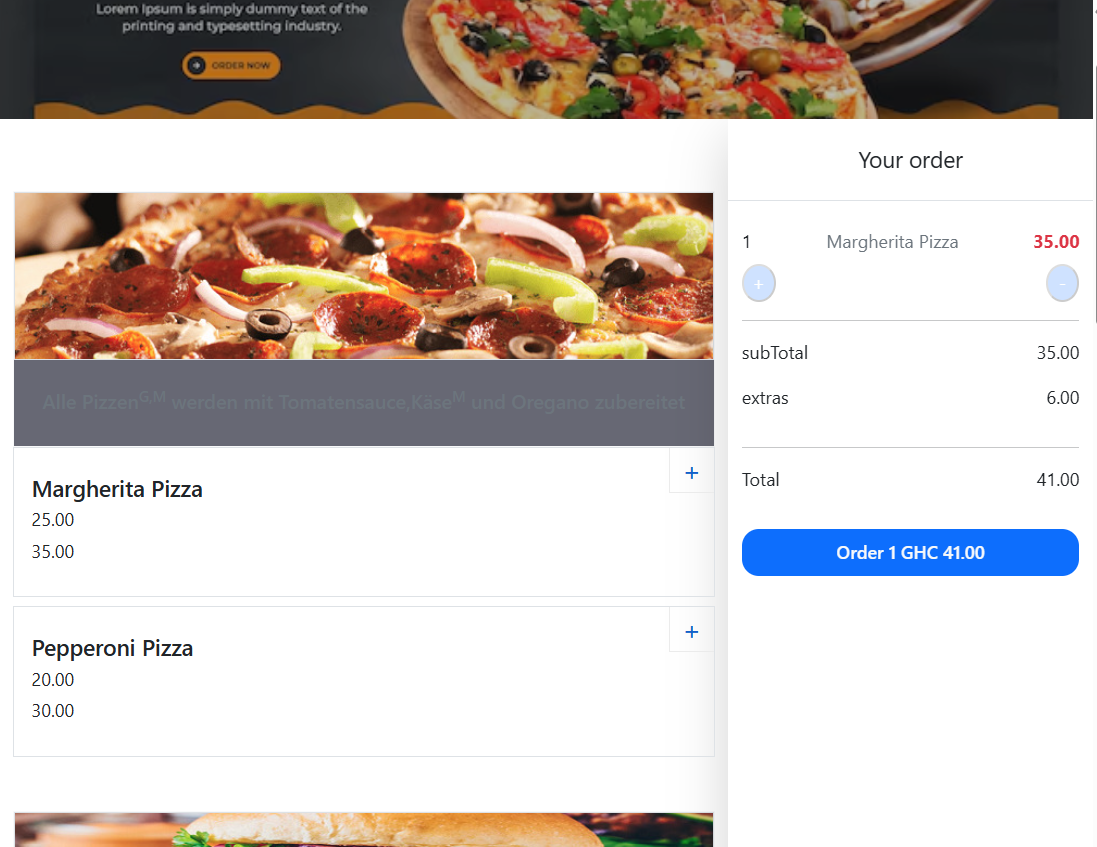 Lorem Ipsum is simply dummy text of the
printing and typesetting industry.
ORDER NOW
Alle PizzenG,M werden mit Tomatensauce,KäseM und Oregano zubereitet
Margherita Pizza
+
25.00
35.00
Pepperoni Pizza
+
20.00
30.00
Your order
1 Margherita Pizza 35.00
+ -
subTotal 35.00
extras 6.00
Total 41.00
Order 1 GHC 41.00